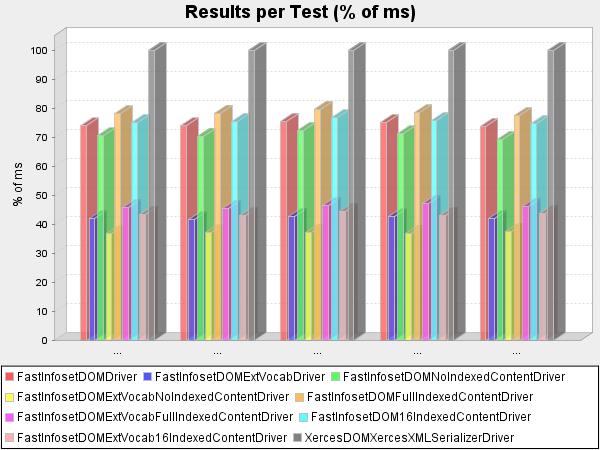 Results per Test (% of ms)
100
90
80
70
60
50
40
30
20
10
0
% of ms
... ... ... ... ...
FastInfosetDOMDriver FastInfosetDOMExtVocabDriver FastInfosetDOMNoIndexedContentDriver
FastInfosetDOMExtVocabNoIndexedContentDriver FastInfosetDOMFullIndexedContentDriver
FastInfosetDOMExtVocabFullIndexedContentDriver FastInfosetDOM16IndexedContentDriver
FastInfosetDOMExtVocab16IndexedContentDriver XercesDOMXercesXMLSerializerDriver